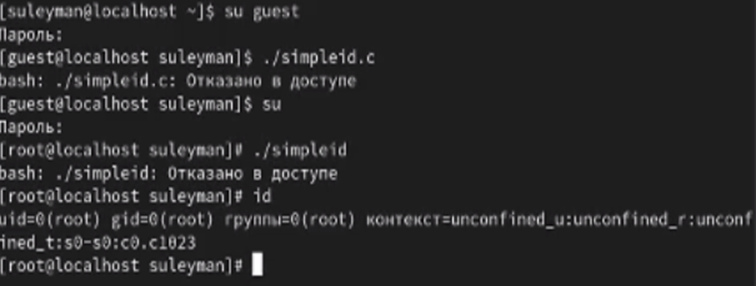 [suleyman@localhost ~]$ su guest
Пароль:
[guest@localhost suleyman]$ ./simpleid.c
bash: ./simpleid.c: Отказано в доступе
[guest@localhost suleyman]$ su
Пароль:
[root@localhost suleyman]# ./simpleid
bash: ./simpleid: Отказано в доступе
[root@localhost suleyman]# id
uid=0(root) gid=0(root) группы=0(root) контекст=unconfined_u:unconfined_r:unconf
ined_t:s0-s0:c0.c1023
[root@localhost suleyman]#